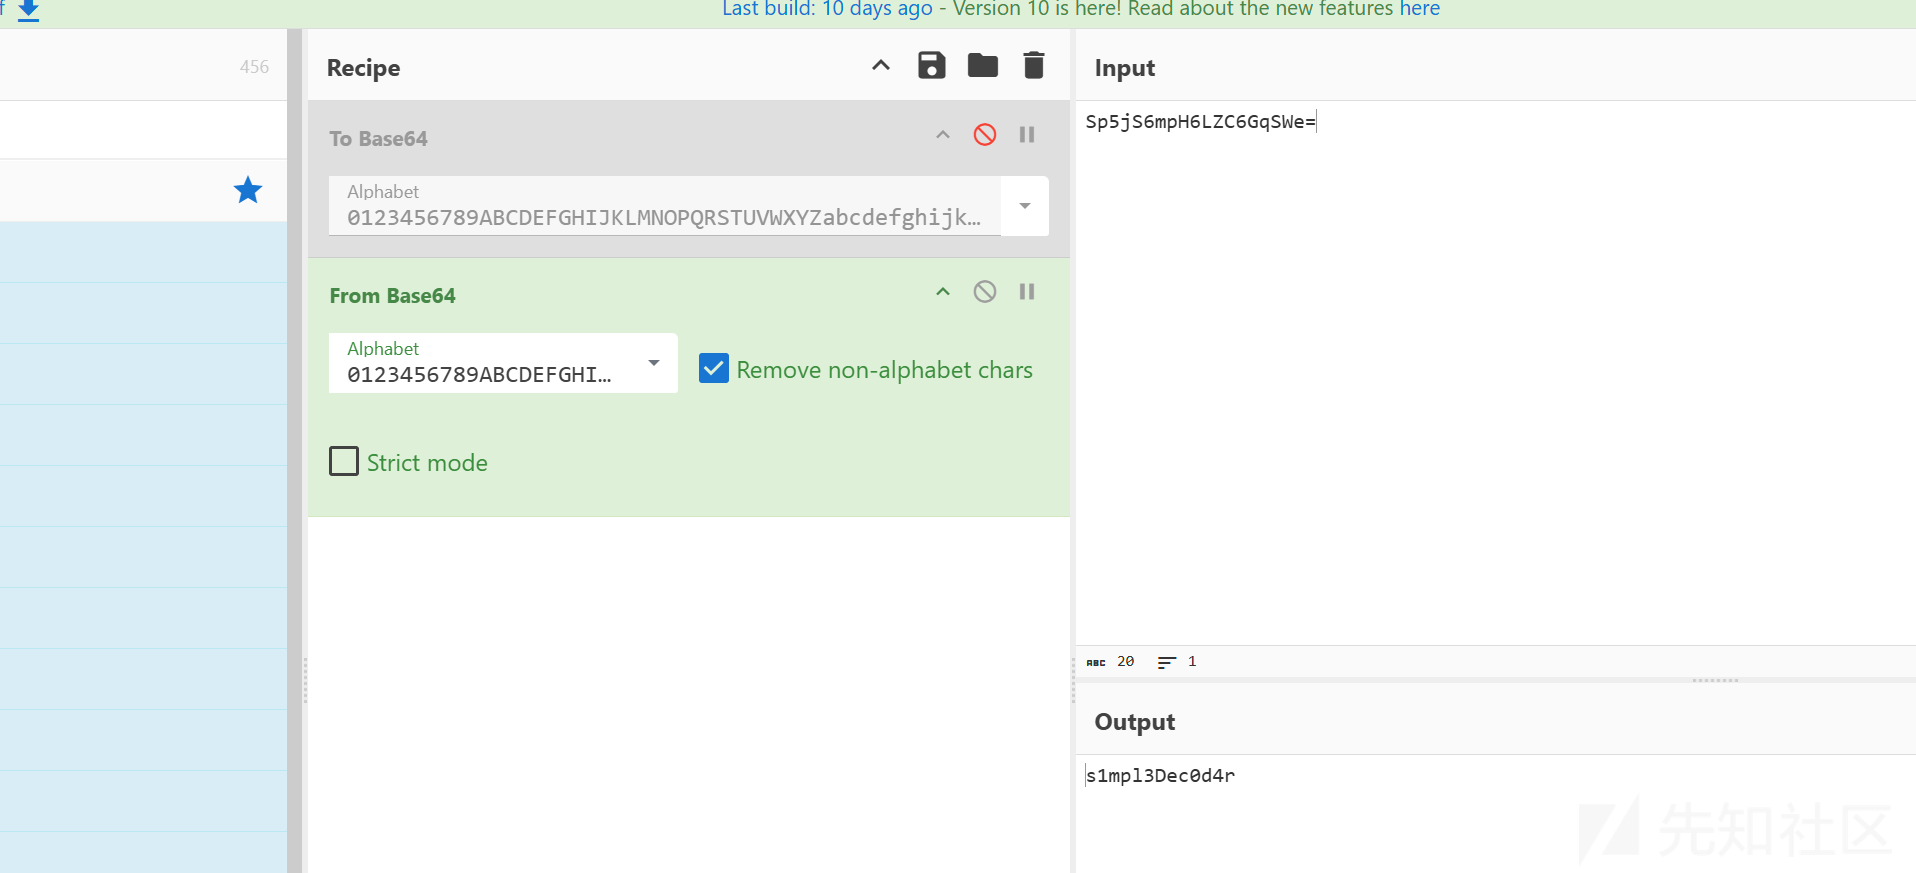 f Last build: 10 days ago - Version 10 is here! Read about the new features here
456
Recipe
To Base64
Alphabet
0123456789ABCDEFGHIJKLMNOPQRSTUVWXYZabcdefghijk…
From Base64
Alphabet
0123456789ABCDEFGHI…
Remove non-alphabet chars
Strict mode
Input
Sp5jS6mpH6LZC6GqSWe=
ABC 20 1
Output
s1mpl3Dec0d4r
先知社区